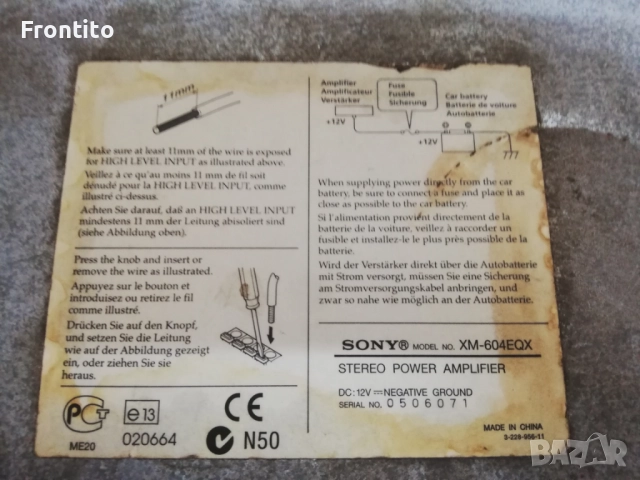 Frontito
11mm
Make sure at least 11mm of the wire is exposed
for HIGH LEVEL INPUT as illustrated above.
Veillez à ce qu'au moins 11 mm de fil soit
dénudé pour la HIGH LEVEL INPUT, comme
illustré ci-dessus.
Achten Sie darauf, daß an HIGH LEVEL INPUT
mindestens 11 mm der Leitung abisoliert sind
(siehe Abbildung oben).
Press the knob and insert or
remove the wire as illustrated.
Appuyez sur le bouton et
introduisez ou retirez le fil
comme illustré.
Drücken Sie auf den Knopf,
und setzen Sie die Leitung
wie auf der Abbildung gezeigt
ein, oder ziehen Sie sie
heraus.
PCT e13 CE
ME20 020664 N50
Amplifier
Amplificateur
Verstärker
Fuse
Fusible
Sicherung
Car battery
Batterie de voiture
Autobatterie
+12V
+12V
When supplying power directly from the car
battery, be sure to connect a fuse and place it as
close as possible to the car battery.
Si l'alimentation provient directement de la
batterie de la voiture, veillez à raccorder un
fusible et installez-le le plus près possible de la
batterie.
Wird der Verstärker direkt über die Autobatterie
mit Strom versorgt, müssen Sie eine Sicherung
am Stromversorgungskabel anbringen, und
zwar so nahe wie möglich an der Autobatterie.
SONY® MODEL NO. XM-604EQX
STEREO POWER AMPLIFIER
DC: 12V NEGATIVE GROUND
SERIAL NO. 0506071
MADE IN CHINA
3-229-956-11
BAZAR